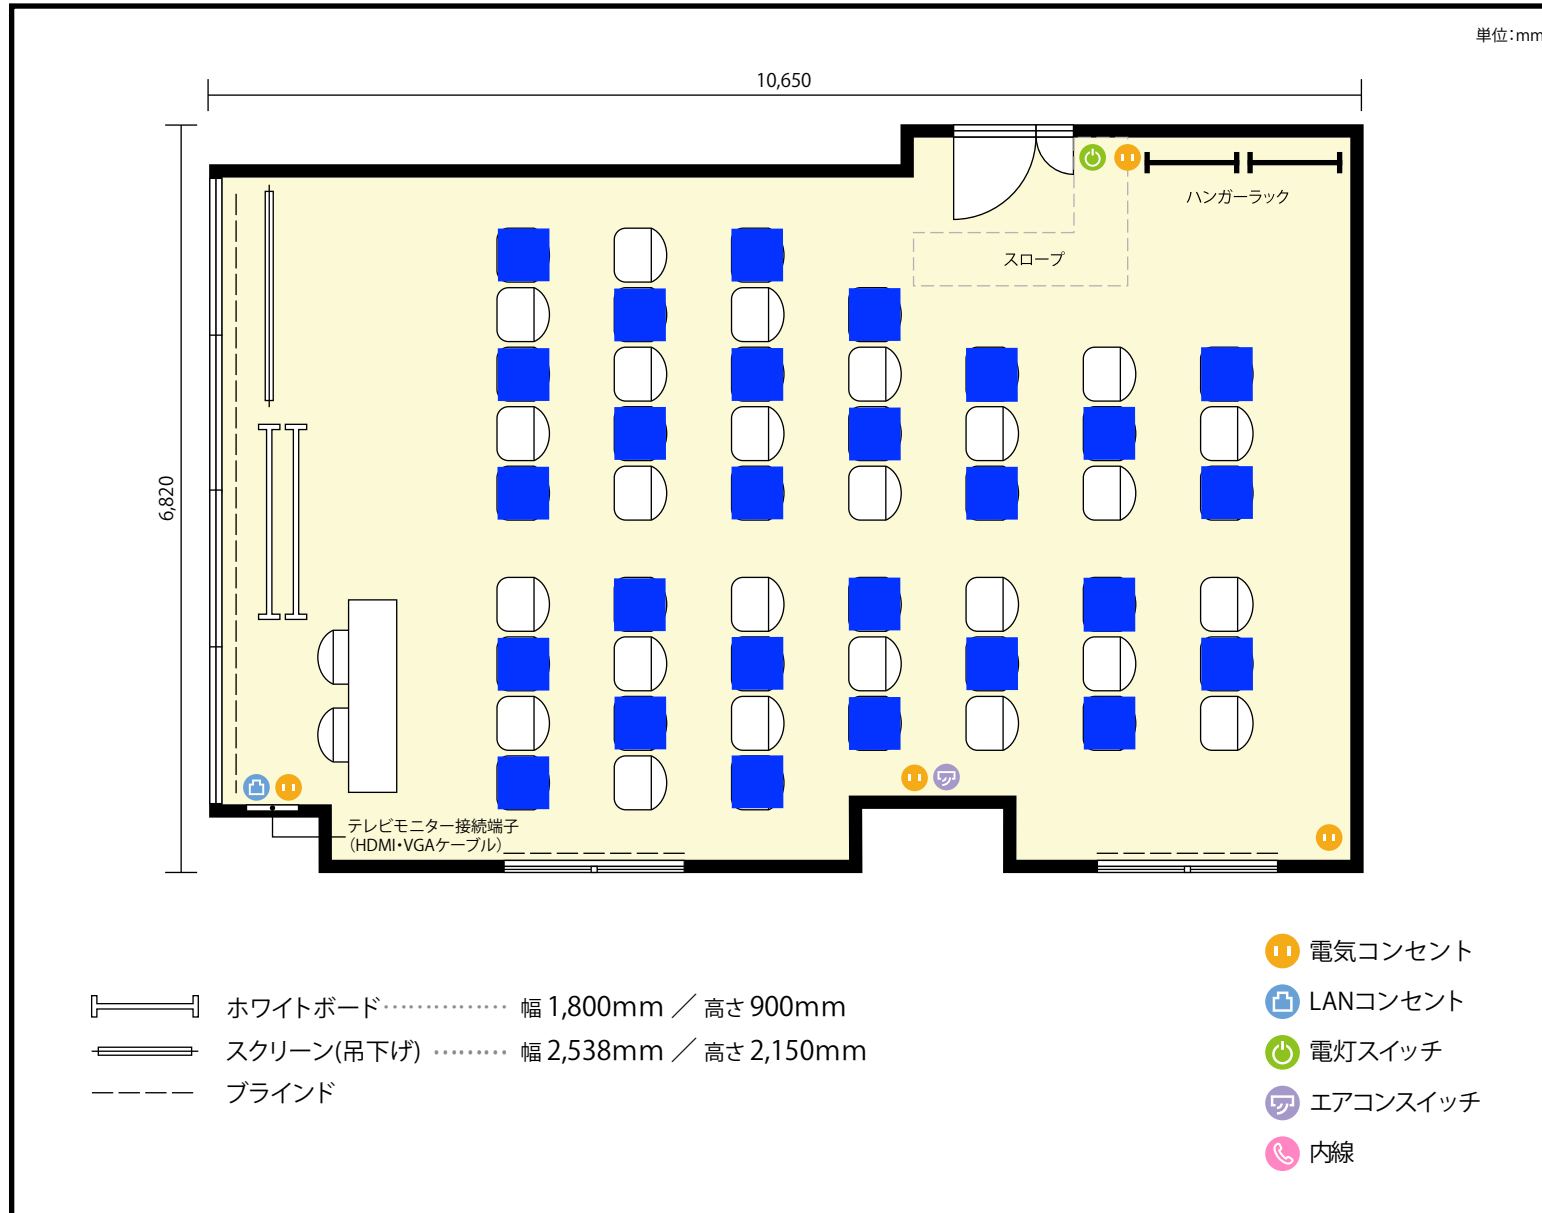 単位：mm
10,650
6,820
ハンガーラック
スロープ
テレビモニター接続端子
（HDMI・VGAケーブル）
ホワイトボード 幅 1,800mm ／ 高さ 900mm
スクリーン(吊下げ) 幅 2,538mm ／ 高さ 2,150mm
ブラインド
電気コンセント
LANコンセント
電灯スイッチ
エアコンスイッチ
内線